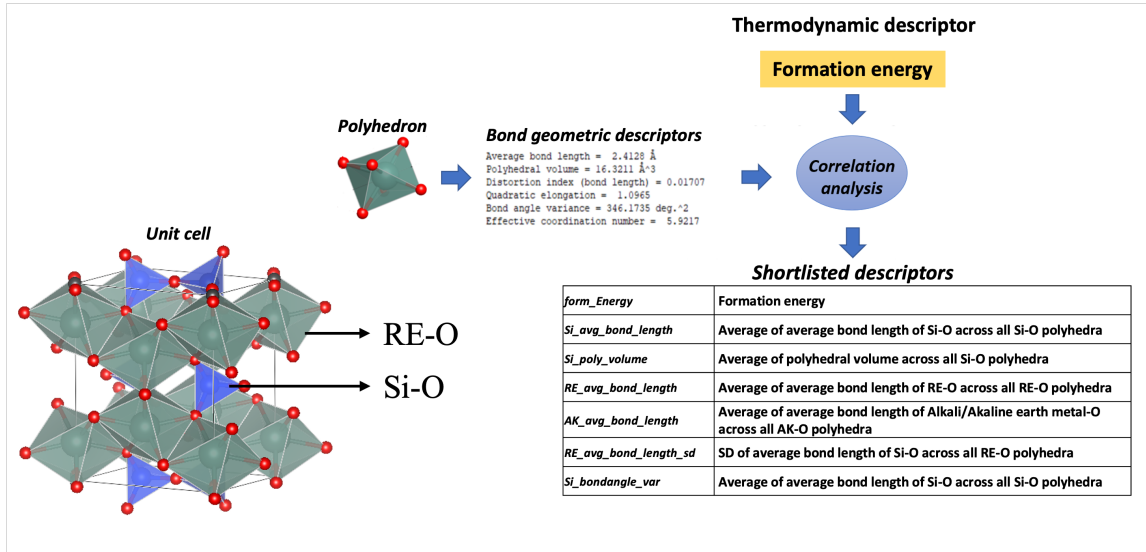 Thermodynamic descriptor
Formation energy
Polyhedron
Bond geometric descriptors
Average bond length = 2.4128 Å
Polyhedral volume = 16.3211 Å^3
Distortion index (bond length) = 0.01707
Quadratic elongation = 1.0965
Bond angle variance = 346.1735 deg.^2
Effective coordination number = 5.9217
Correlation
analysis
Unit cell
RE-O
Si-O
Shortlisted descriptors
form_Energy Formation energy
Si_avg_bond_length Average of average bond length of Si-O across all Si-O polyhedra
Si_poly_volume Average of polyhedral volume across all Si-O polyhedra
RE_avg_bond_length Average of average bond length of RE-O across all RE-O polyhedra
AK_avg_bond_length Average of average bond length of Alkali/Akaline earth metal-O
across all AK-O polyhedra
RE_avg_bond_length_sd SD of average bond length of Si-O across all RE-O polyhedra
Si_bondangle_var Average of average bond length of Si-O across all Si-O polyhedra